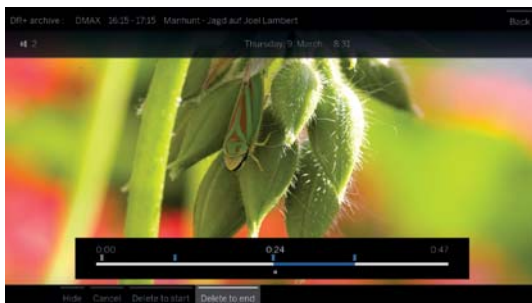 DR+ archive : DMAX 16:15 - 17:15 Manhunt - Jagd auf Joel Lambert Back
2 Thursday, 9. March 8:31
0:00 0:24 0:47
Hide Cancel Delete to start Delete to end